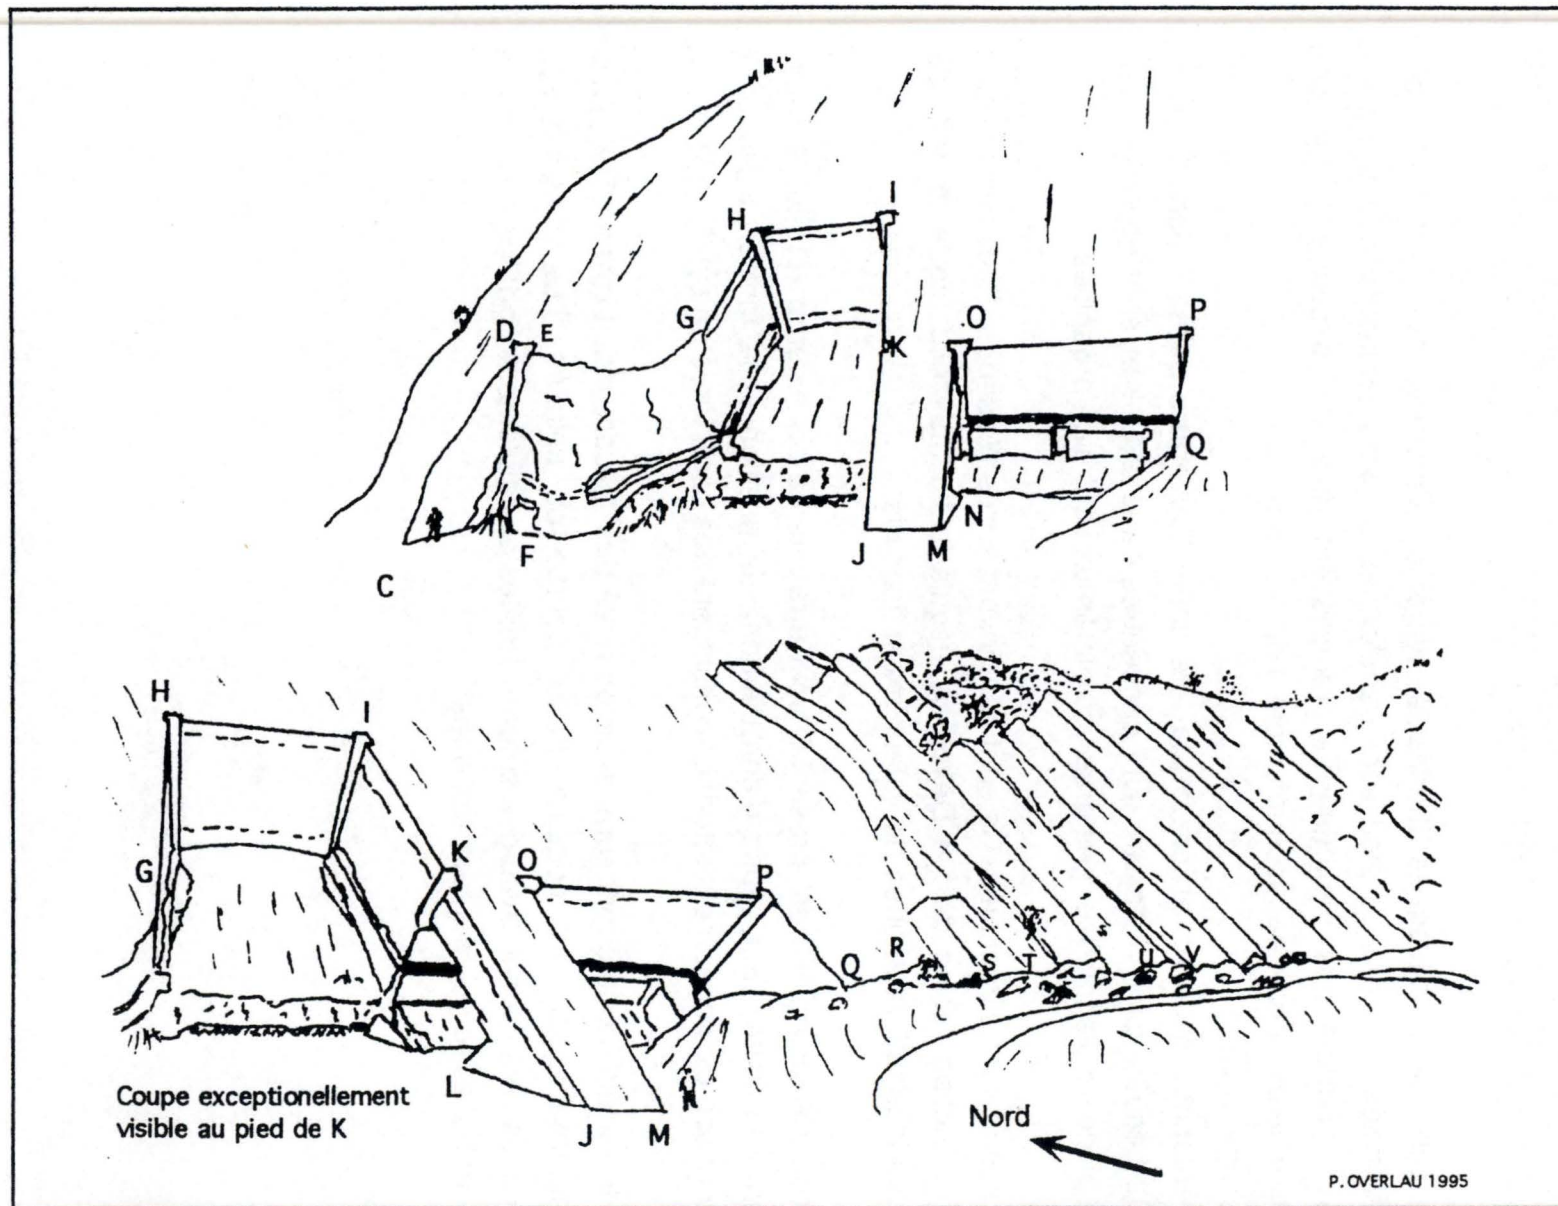 I
H
P
O
G
D E
K
Q
N
J M
F
C
H
I
K
O
P
G
Q R S T U V
L
Coupe exceptionellement
visible au pied de K
J M
Nord
P. OVERLAU 1995